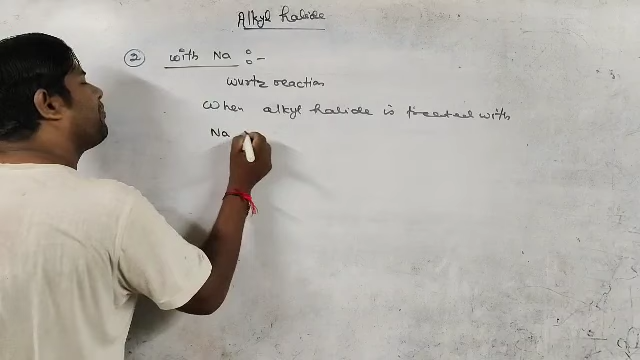 Alkyl halide
② with Na :-
Wurtz reaction
When alkyl halide is treated with
Na